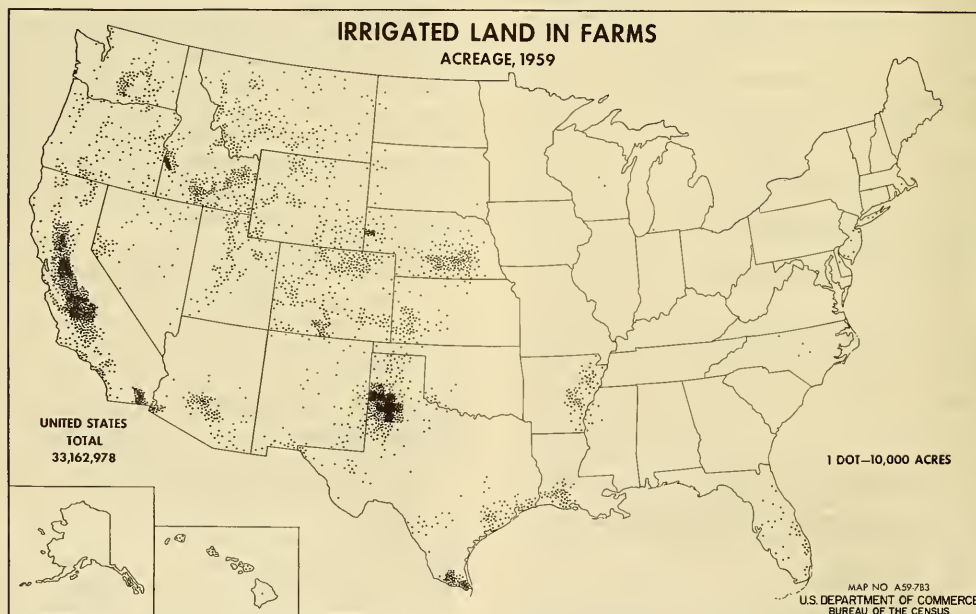 IRRIGATED LAND IN FARMS
ACREAGE, 1959
UNITED STATES
TOTAL
33,162,978
1 DOT—10,000 ACRES
MAP NO A59-783
U.S. DEPARTMENT OF COMMERCE
BUREAU OF THE CENSUS